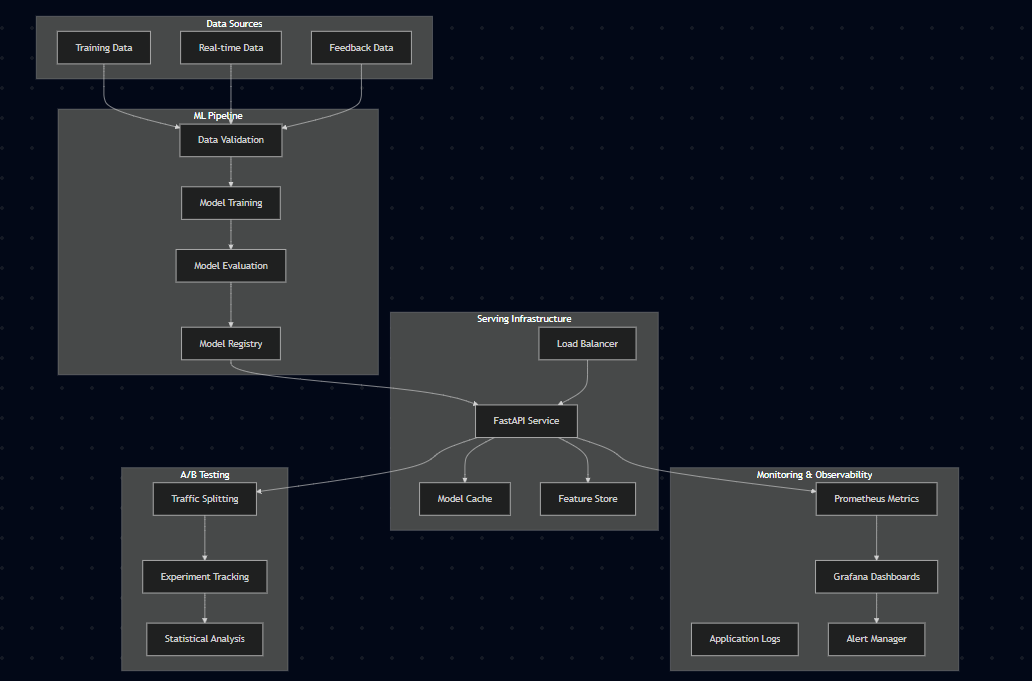 Data Sources
Training Data
Real-time Data
Feedback Data
ML Pipeline
Data Validation
Model Training
Model Evaluation
Model Registry
Serving Infrastructure
Load Balancer
FastAPI Service
Model Cache
Feature Store
A/B Testing
Traffic Splitting
Experiment Tracking
Statistical Analysis
Monitoring & Observability
Prometheus Metrics
Grafana Dashboards
Application Logs
Alert Manager